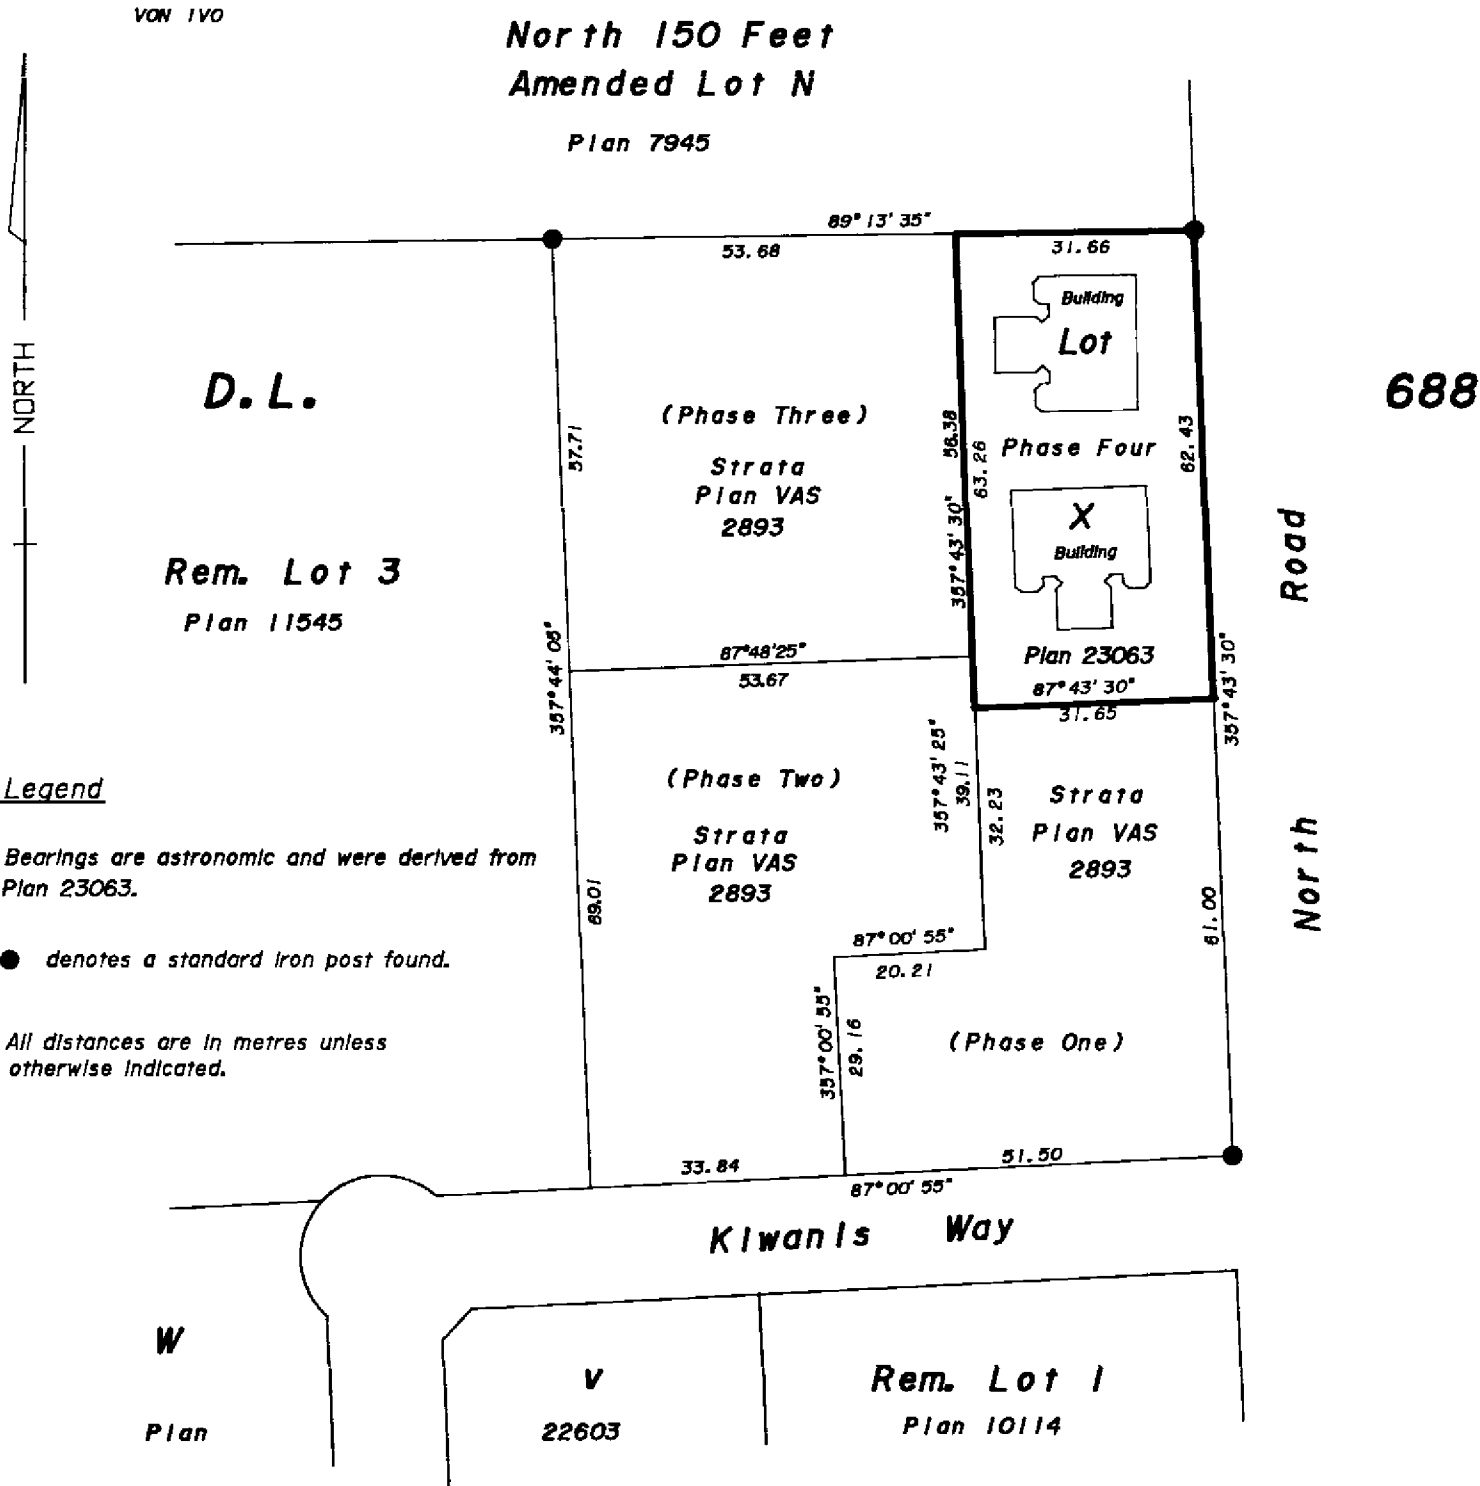 VON 1V0
North 150 Feet
Amended Lot N
Plan 7945
89°13'35"
53.68
31.66
Building
Lot
NORTH
D.L.
688
(Phase Three)
57.71
56.38
63.26
62.43
Phase Four
Strata
Plan VAS
2893
X
Building
357°43'30"
Road
Rem. Lot 3
Plan 11545
357°44'05"
87°48'25"
53.67
Plan 23063
87°43'30"
31.65
357°43'30"
Legend
(Phase Two)
357°43'25"
39.11
32.23
Strata
Plan VAS
2893
Strata
Plan VAS
2893
North
Bearings are astronomic and were derived from
Plan 23063.
69.01
61.00
87°00'55"
20.21
denotes a standard iron post found.
357°00'55"
29.16
(Phase One)
All distances are in metres unless
otherwise indicated.
33.84
51.50
87°00'55"
Kiwanis Way
W
V
Rem. Lot 1
Plan
22603
Plan 10114